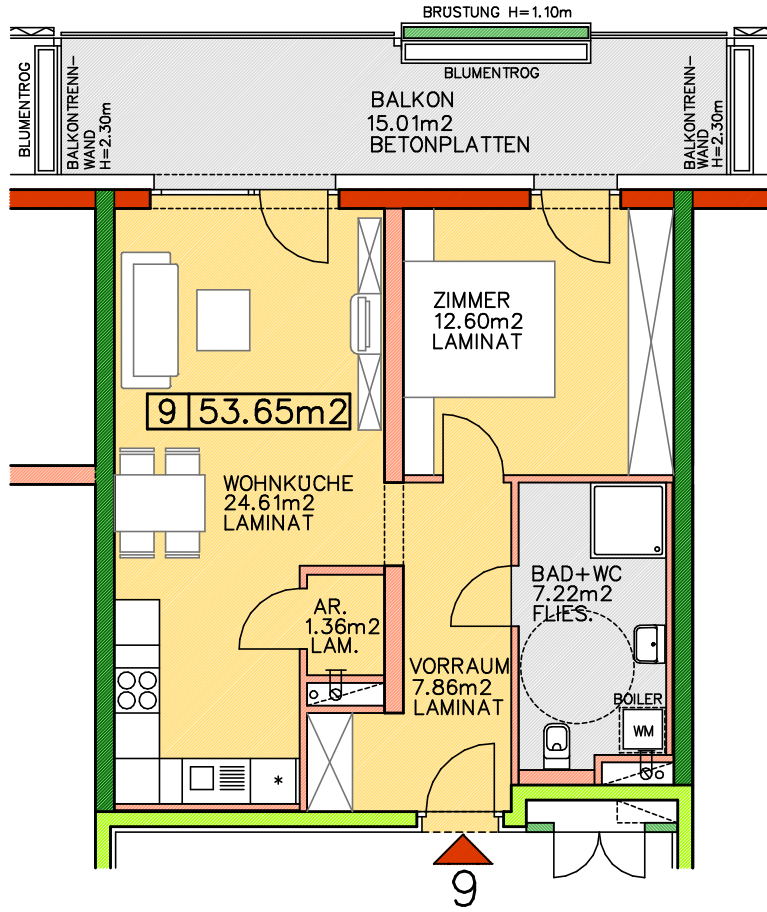 BRÜSTUNG H=1.10m
BLUMENTROG
BLUMENTROG
BALKONTRENN-
WAND
H=2.30m
BALKON
15.01m2
BETONPLATTEN
BALKONTRENN-
WAND
H=2.30m
BLUMENTROG
ZIMMER
12.60m2
LAMINAT
9 53.65m2
WOHNKÜCHE
24.61m2
LAMINAT
BAD+WC
7.22m2
FLIES.
AR.
1.36m2
LAM.
VORRAUM
7.86m2
LAMINAT
BOILER
WM
*
9